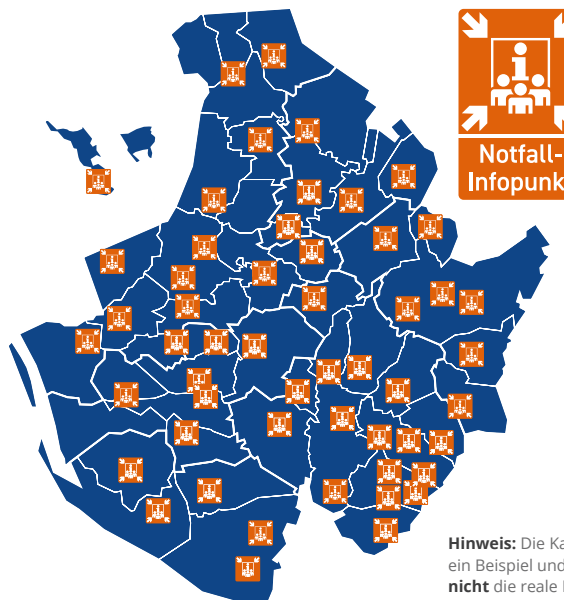 Notfall-
Infopunk
Hinweis: Die Ka
ein Beispiel und
nicht die reale